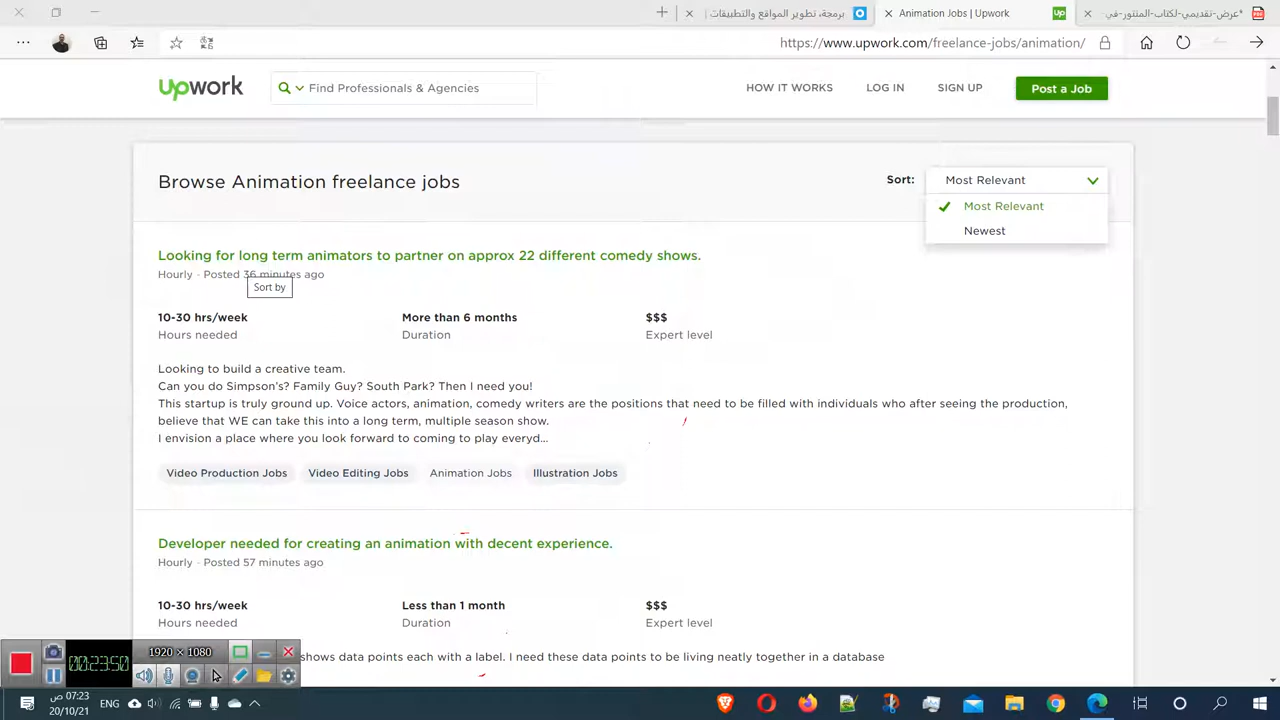 برمجة، تطوير المواقع والتطبيقات
Animation Jobs | Upwork
عرض-تقديمي-لكتاب-المنثور-في*
https://www.upwork.com/freelance-jobs/animation/
upwork
Find Professionals & Agencies
HOW IT WORKS
LOG IN
SIGN UP
Post a Job
Browse Animation freelance jobs
Sort:
Most Relevant
Most Relevant
Newest
Looking for long term animators to partner on approx 22 different comedy shows.
Hourly - Posted 36 minutes ago
Sort by
10-30 hrs/week
Hours needed
More than 6 months
Duration
$$$
Expert level
Looking to build a creative team.
Can you do Simpson's? Family Guy? South Park? Then I need you!
This startup is truly ground up. Voice actors, animation, comedy writers are the positions that need to be filled with individuals who after seeing the production,
believe that WE can take this into a long term, multiple season show.
I envision a place where you look forward to coming to play everyd...
Video Production Jobs
Video Editing Jobs
Animation Jobs
Illustration Jobs
Developer needed for creating an animation with decent experience.
Hourly - Posted 57 minutes ago
10-30 hrs/week
Hours needed
Less than 1 month
Duration
$$$
Expert level
shows data points each with a label. I need these data points to be living neatly together in a database
1920 × 1080
00:23:50
07:23 ص
20/10/21
ENG